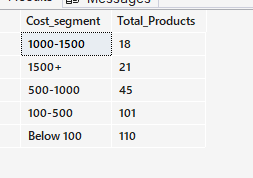 Messages
Cost_segment Total_Products
1000-1500 18
1500+ 21
500-1000 45
100-500 101
Below 100 110